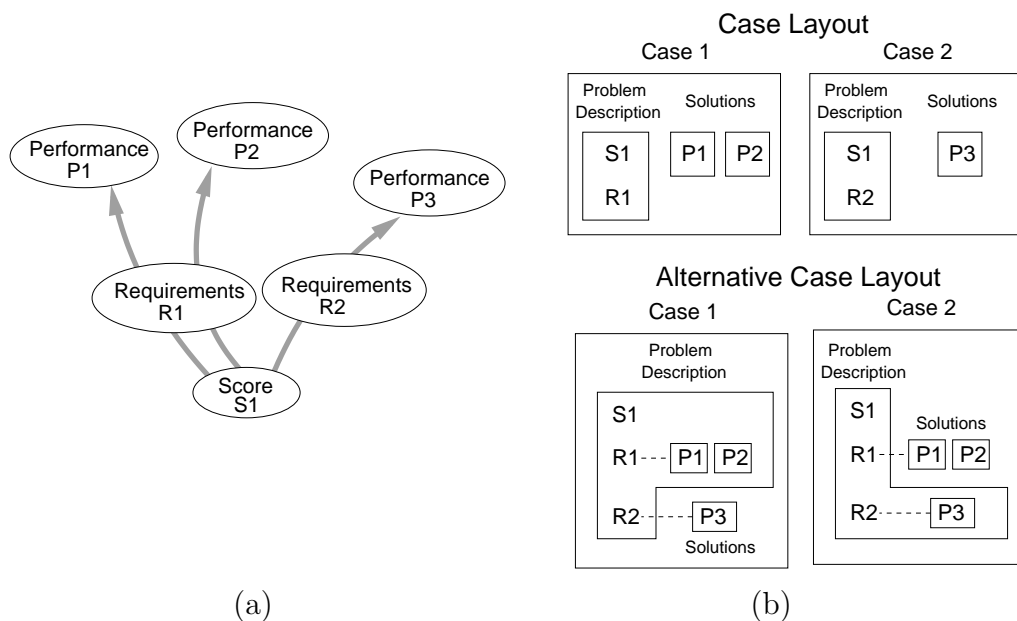 Performance
P1
Performance
P2
Performance
P3
Requirements
R1
Requirements
R2
Score
S1
(a)
Case Layout
Case 1
Case 2
Problem
Description
Solutions
S1
R1
P1
P2
Problem
Description
Solutions
S1
R2
P3
Alternative Case Layout
Case 1
Case 2
Problem
Description
S1
R1
P1
P2
R2
P3
Solutions
Problem
Description
S1
Solutions
R1
P1
P2
R2
P3
(b)